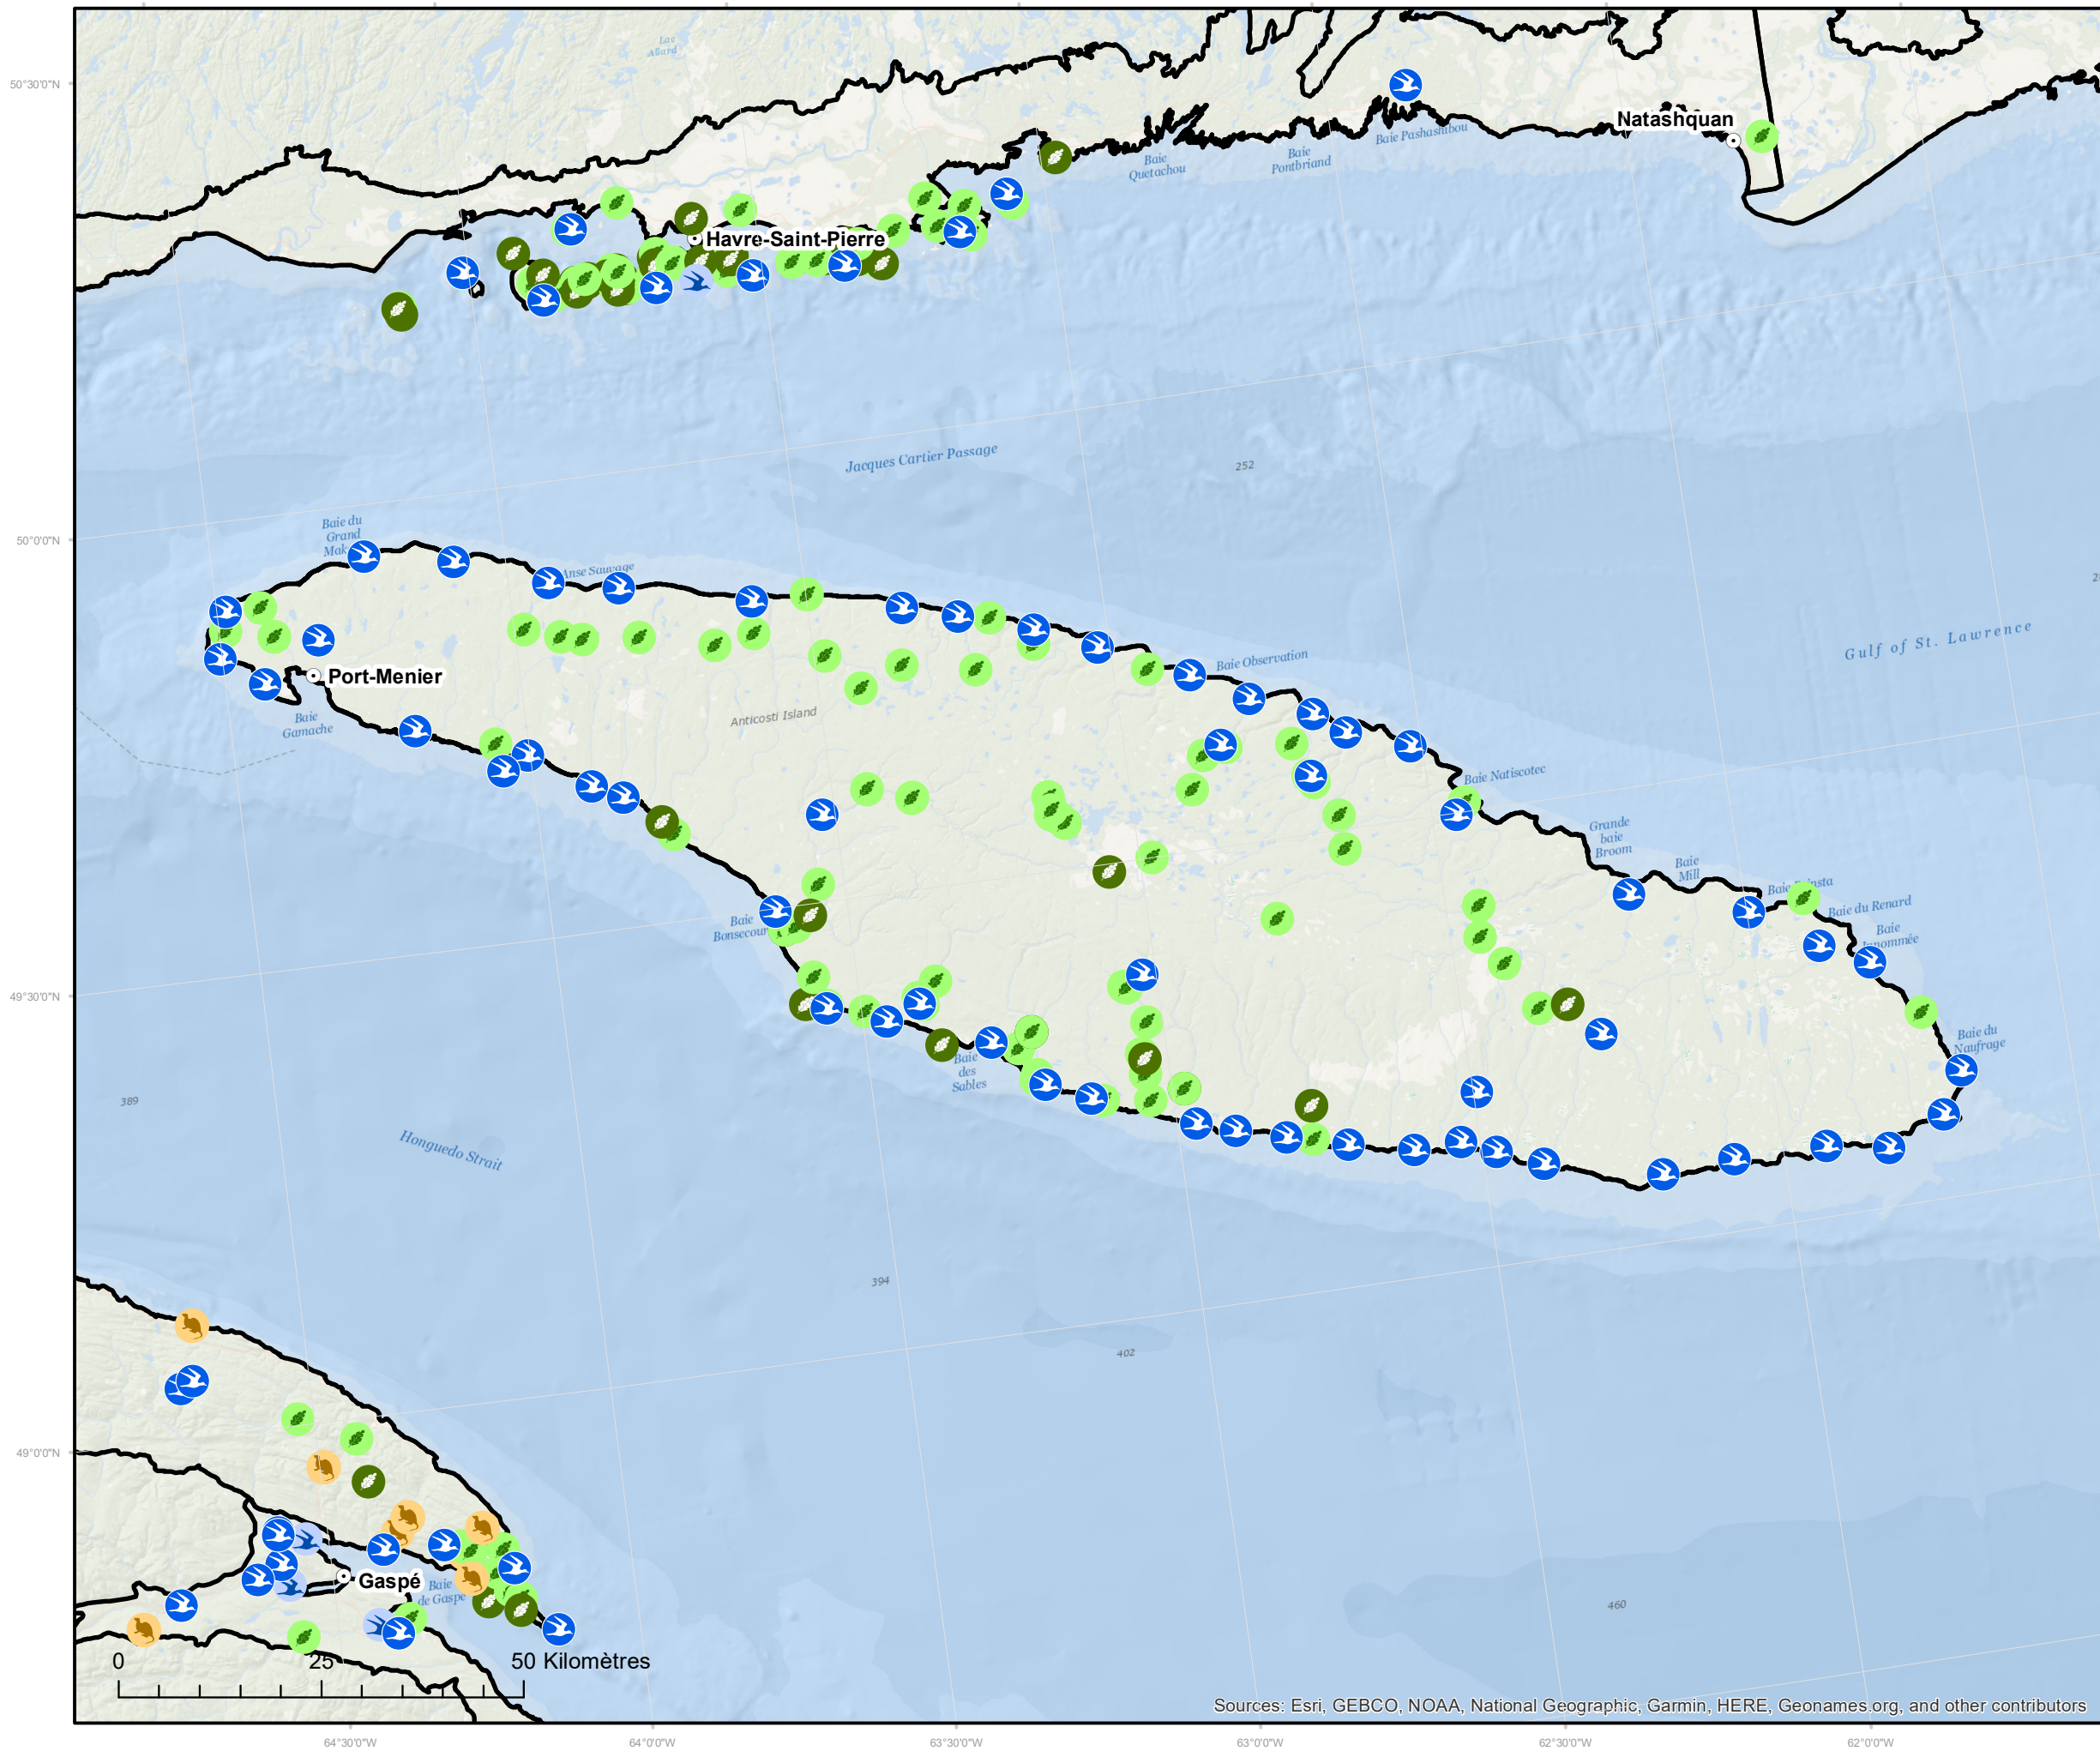 Lac
Allard
50°30'0"N
Natashquan
Baie Pashashibou
Baie
Quetachou
Baie
Pontbriand
Havre-Saint-Pierre
Jacques Cartier Passage
252
50°0'0"N
Baie du
Grand
Anse Sauvage
Gulf of St. Lawrence
Baie Observation
Port-Menier
Baie
Gamache
Anticosti Island
Baie Natiscotec
Grande
baie
Broom
Baie
Mill
Baie
Baie du Renard
Baie
Baie
49°30'0"N
Baie du
Naufrage
Baie
des
Sables
389
Honguedo Strait
394
402
49°0'0"N
Gaspé
Baie
de Gaspé
460
0 25 50 Kilomètres
Sources: Esri, GEBCO, NOAA, National Geographic, Garmin, HERE, Geonames.org, and other contributors
64°30'0"W 64°0'0"W 63°30'0"W 63°0'0"W 62°30'0"W 62°0'0"W